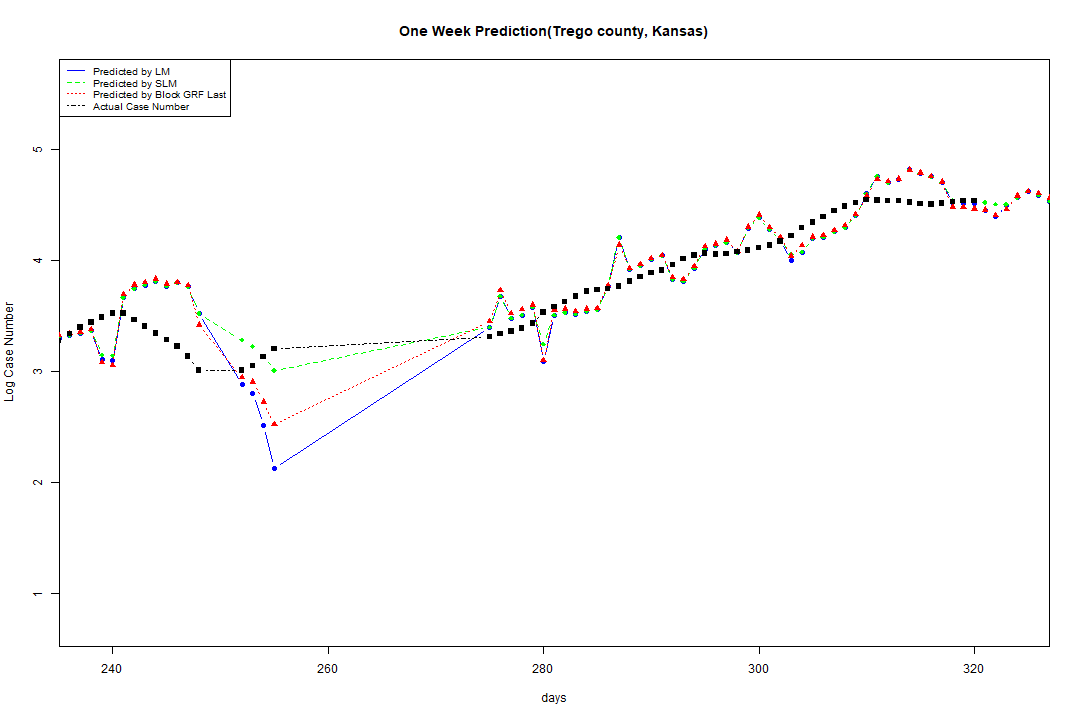 One Week Prediction(Trego county, Kansas)
Predicted by LM
Predicted by SLM
Predicted by Block GRF Last
Actual Case Number
5
4
3
2
1
Log Case Number
240 260 280 300 320
days